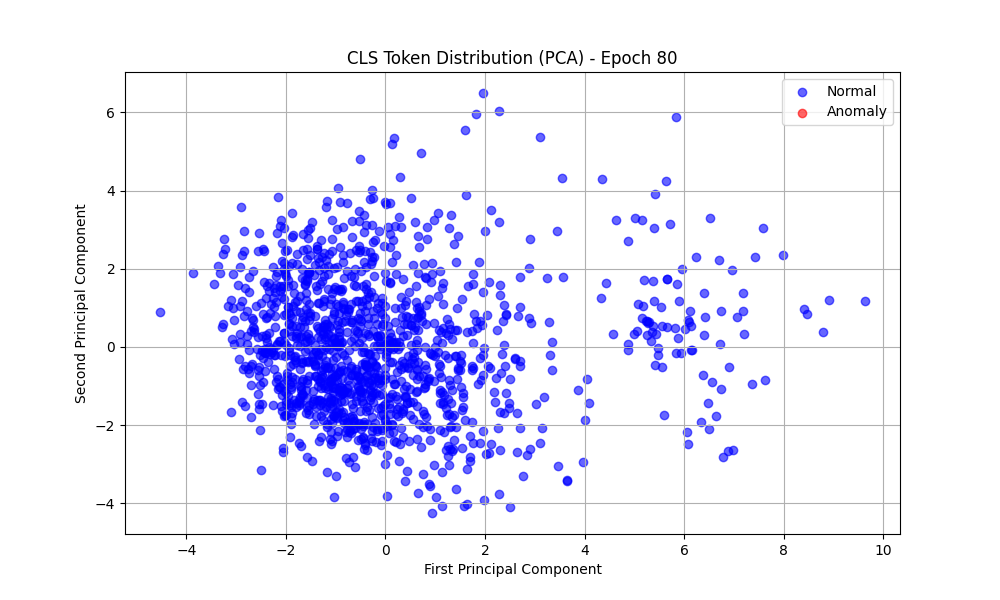 CLS Token Distribution (PCA) - Epoch 80
Normal
Anomaly
Second Principal Component
6
4
2
0
−2
−4
−4
−2
0
2
4
6
8
10
First Principal Component